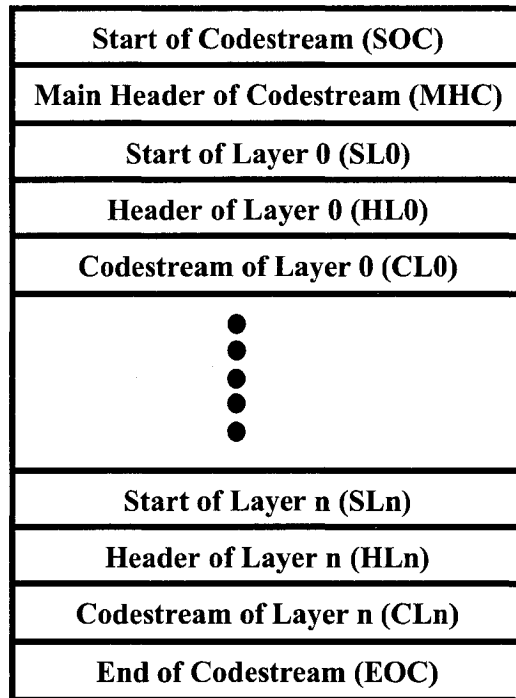 Start of Codestream (SOC)
Main Header of Codestream (MHC)
Start of Layer 0 (SL0)
Header of Layer 0 (HL0)
Codestream of Layer 0 (CL0)
Start of Layer n (SLn)
Header of Layer n (HLn)
Codestream of Layer n (CLn)
End of Codestream (EOC)